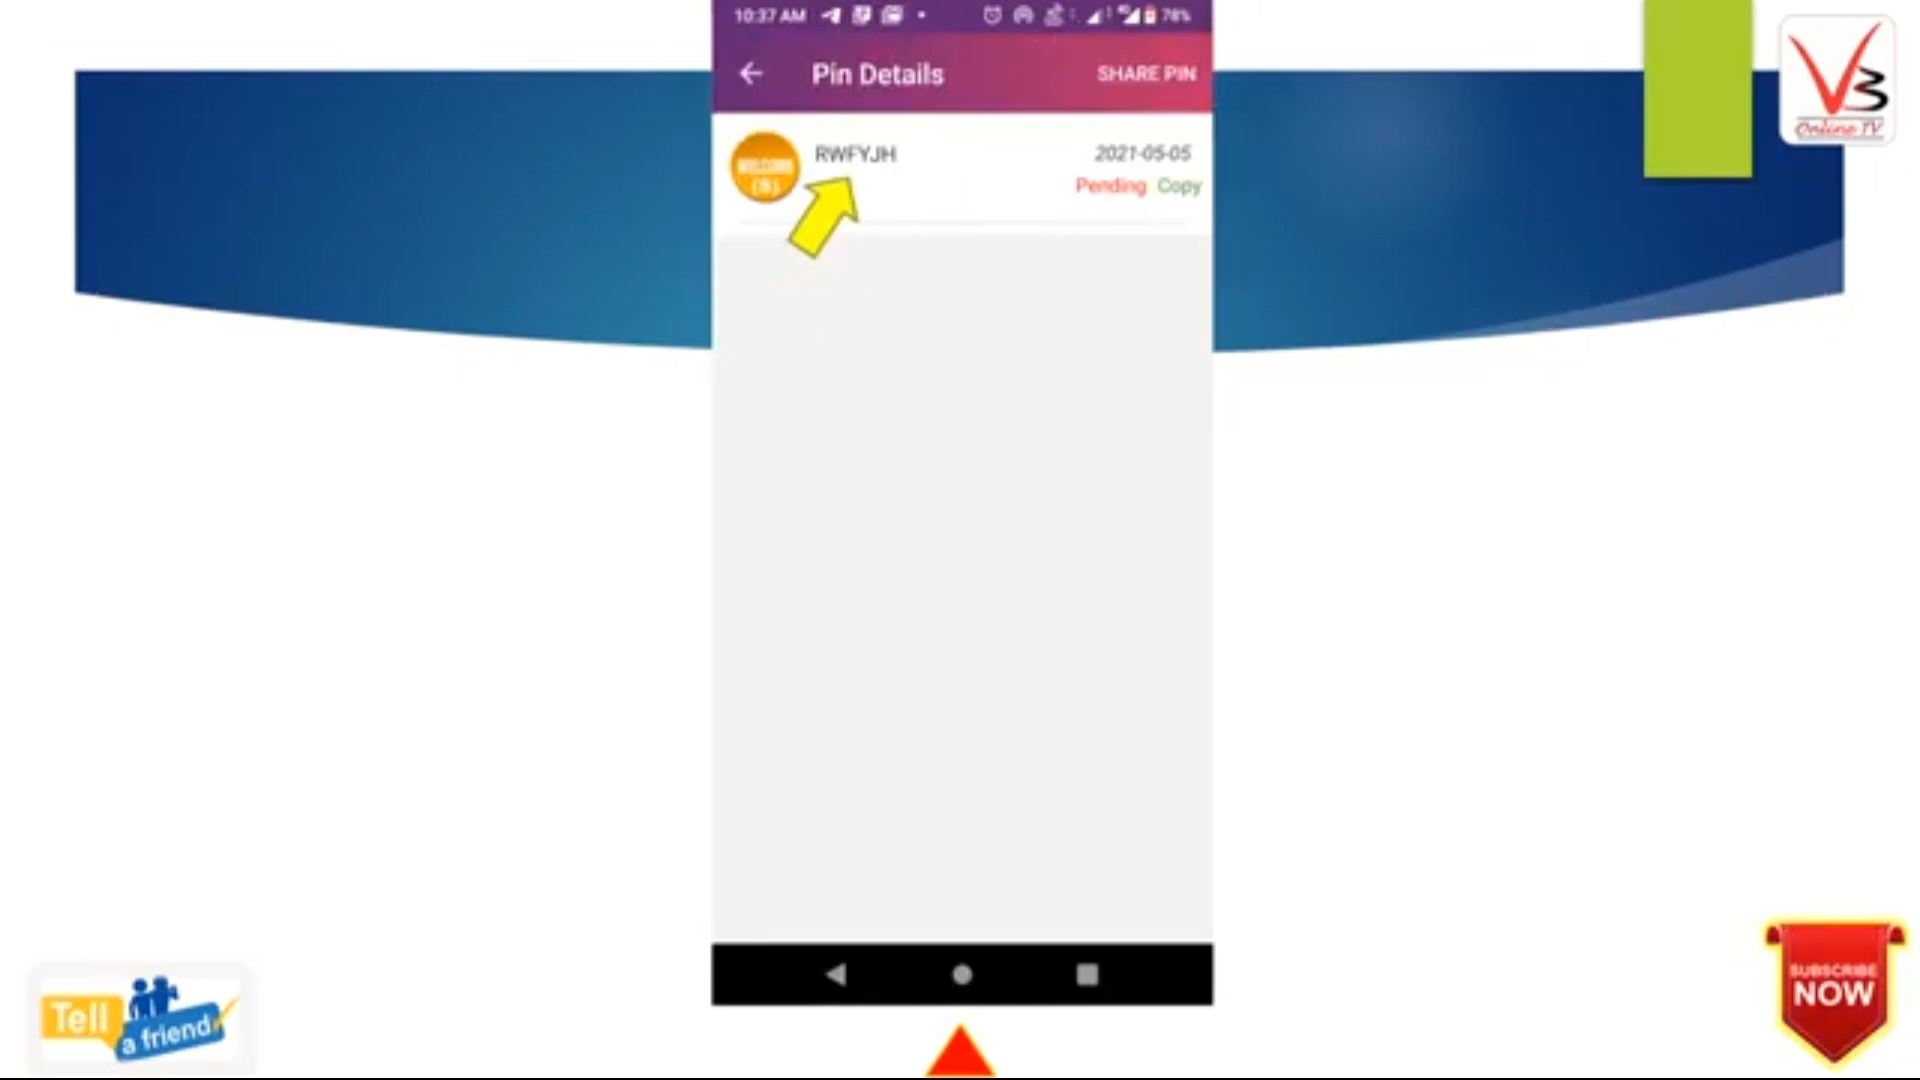 10:37 AM
78%
Pin Details
SHARE PIN
RWFYJH
2021-05-05
Pending Copy
V3
Online TV
Tell
a friend
SUBSCRIBE
NOW